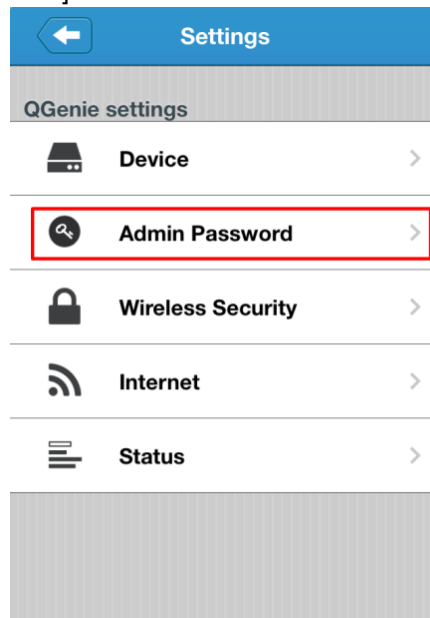 Settings
QGenie settings
Device
Admin Password
Wireless Security
Internet
Status